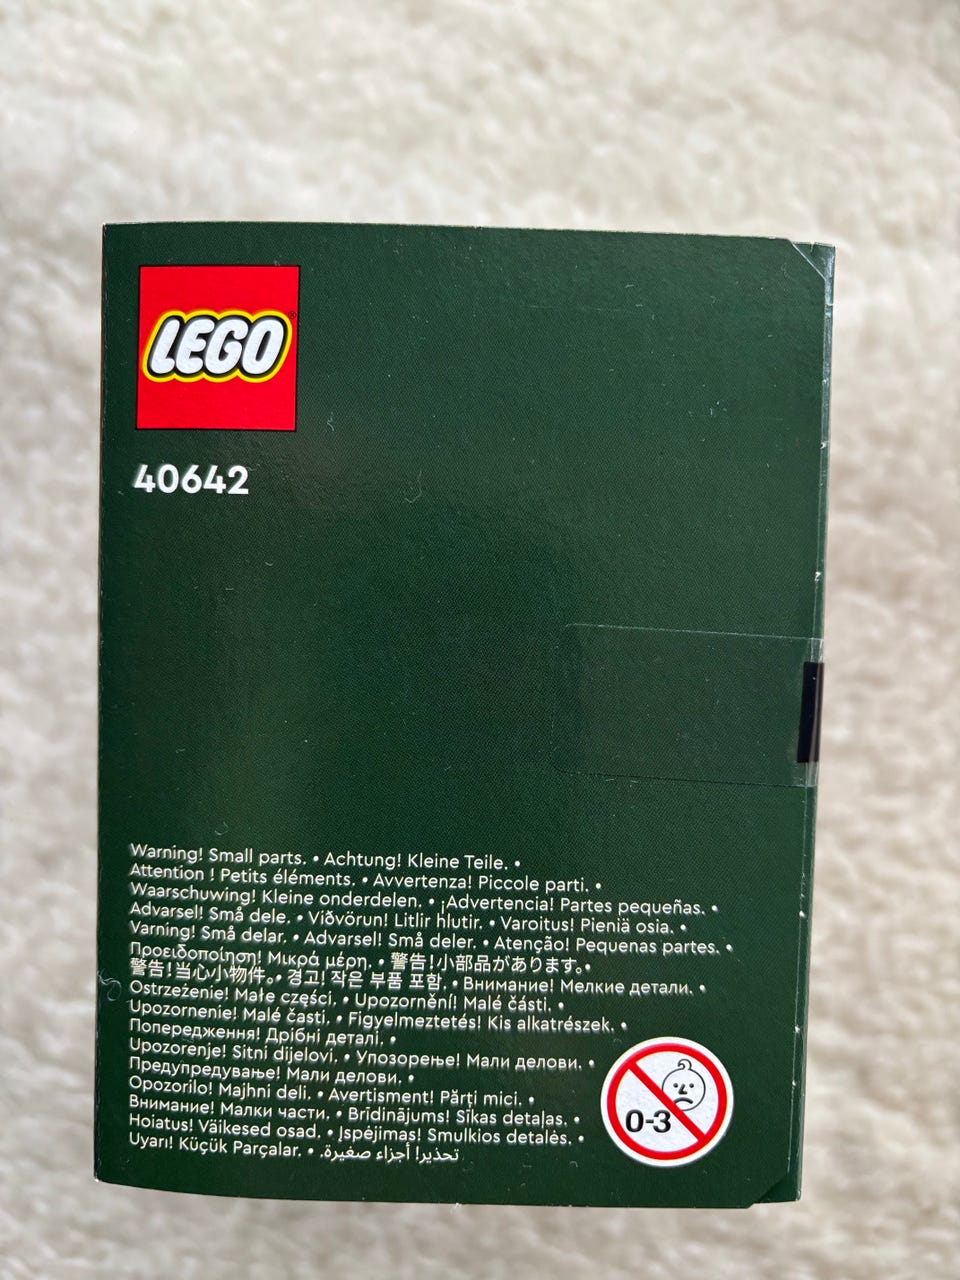 LEGO®
40642
Warning! Small parts. • Achtung! Kleine Teile. •
Attention ! Petits éléments. • Avvertenza! Piccole parti. •
Waarschuwing! Kleine onderdelen. • ¡Advertencia! Partes pequeñas. •
Advarsel! Små dele. • Viðvörun! Litlir hlutir. • Varoitus! Pieniä osia. •
Varning! Små delar. • Advarsel! Små deler. • Atenção! Pequenas partes. •
Προειδοποίηση! Μικρά μέρη. • 警告!小部品があります。•
警告!当心小物件。• 경고! 작은 부품 포함. • Внимание! Мелкие детали. •
Ostrzeżenie! Małe części. • Upozornění! Malé části. •
Upozornenie! Malé časti. • Figyelmeztetés! Kis alkatrészek. •
Попередження! Дрібні деталі. •
Upozorenje! Sitni dijelovi. • Упозорење! Мали делови. •
Предупредување! Мали делови. •
Opozorilo! Majhni deli. • Avertisment! Părți mici. •
Внимание! Малки части. • Brīdinājums! Sīkas detaļas. •
Hoiatus! Väikesed osad. • Įspėjimas! Smulkios detalės. •
Uyarı! Küçük Parçalar. • تحذير! أجزاء صغيرة.
0-3